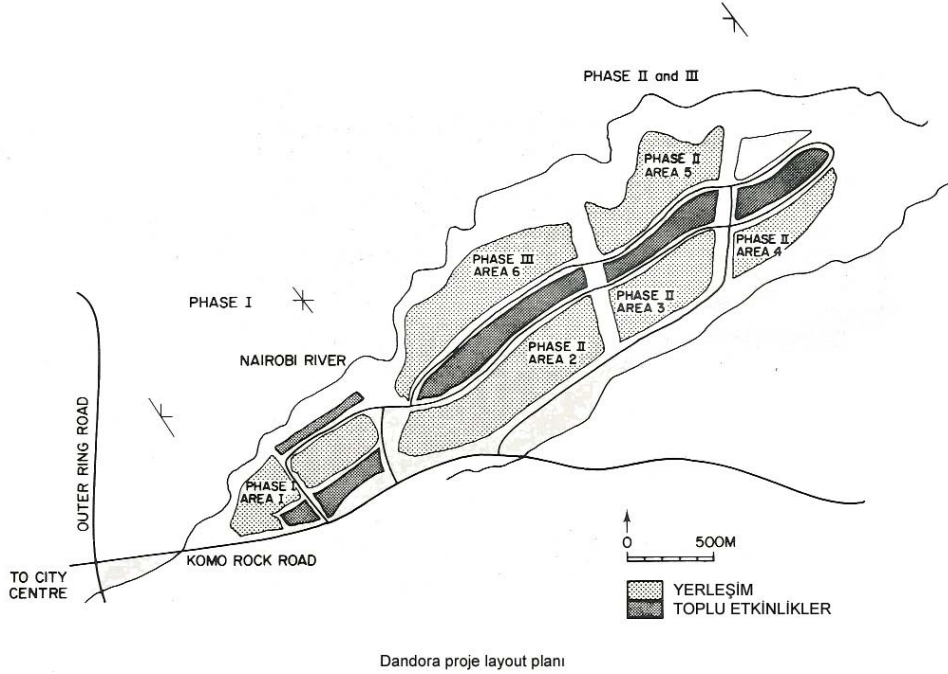 PHASE II and III
PHASE II
AREA 5
PHASE II
AREA 4
PHASE III
AREA 6
PHASE II
AREA 3
PHASE I
PHASE II
AREA 2
NAIROBI RIVER
OUTER RING ROAD
PHASE I
AREA I
KOMO ROCK ROAD
TO CITY
CENTRE
0 500M
YERLEŞİM
TOPLU ETKİNLİKLER
Dandora proje layout planı